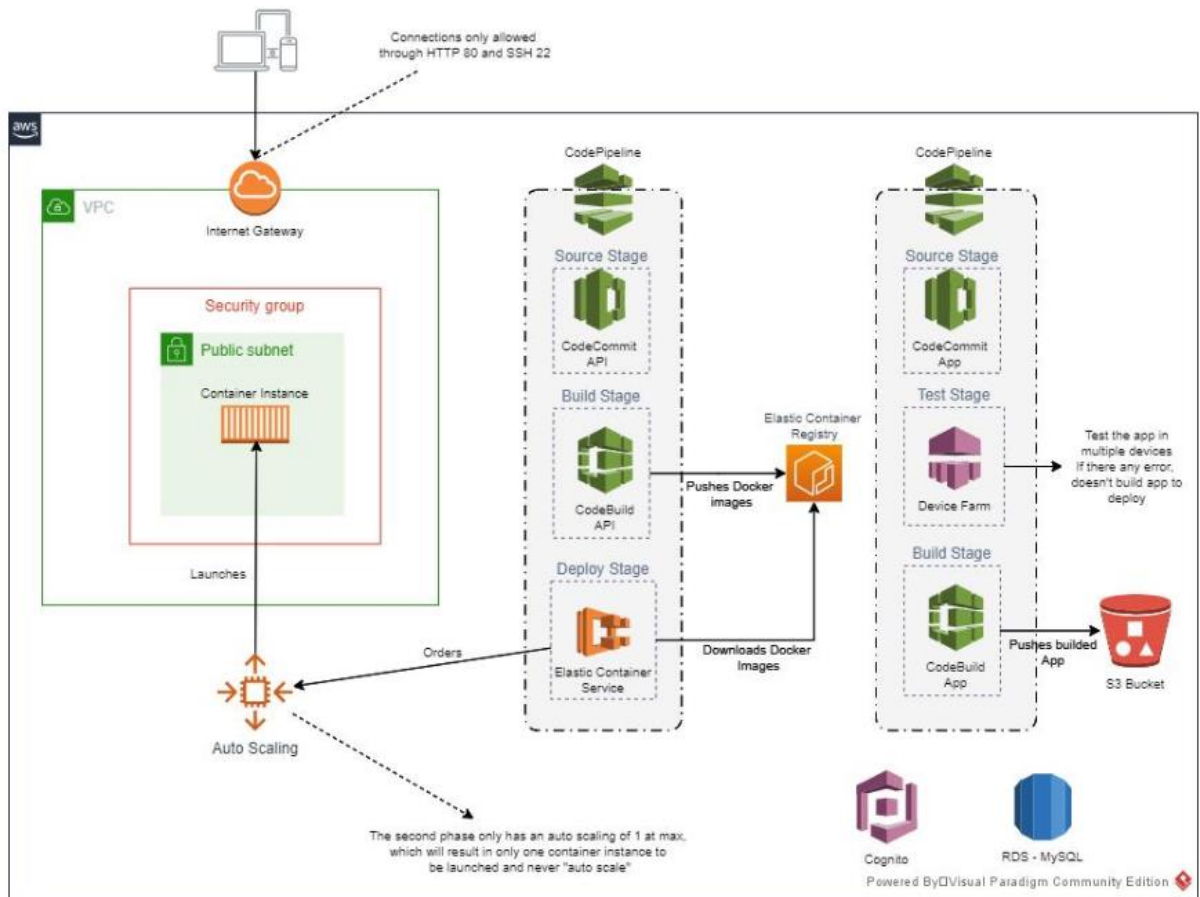 Connections only allowed
through HTTP 80 and SSH 22
aws
VPC
Internet Gateway
Security group
Public subnet
Container Instance
Launches
Auto Scaling
Orders
The second phase only has an auto scaling of 1 at max,
which will result in only one container instance to
be launched and never "auto scale"
CodePipeline
Source Stage
CodeCommit
API
Build Stage
CodeBuild
API
Pushes Docker
images
Deploy Stage
Elastic Container
Service
Downloads Docker
Images
Elastic Container
Registry
CodePipeline
Source Stage
CodeCommit
App
Test Stage
Device Farm
Test the app in
multiple devices
If there any error,
doesn't build app to
deploy
Build Stage
CodeBuild
App
Pushes builded
App
S3 Bucket
Cognito
RDS - MySQL
Powered By□Visual Paradigm Community Edition